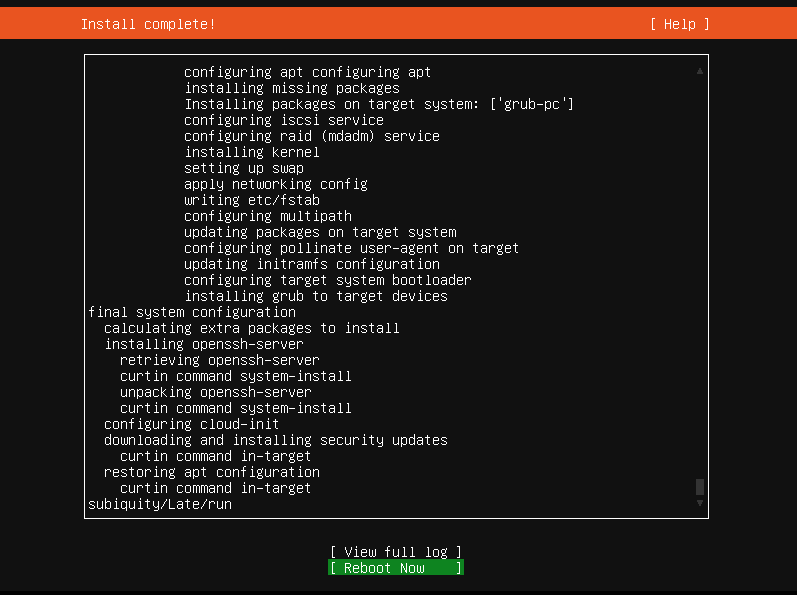 Install complete! [ Help ]
configuring apt configuring apt
installing missing packages
Installing packages on target system: ['grub-pc']
configuring iscsi service
configuring raid (mdadm) service
installing kernel
setting up swap
apply networking config
writing etc/fstab
configuring multipath
updating packages on target system
configuring pollinate user-agent on target
updating initramfs configuration
configuring target system bootloader
installing grub to target devices
final system configuration
calculating extra packages to install
installing openssh-server
retrieving openssh-server
curtin command system-install
unpacking openssh-server
curtin command system-install
configuring cloud-init
downloading and installing security updates
curtin command in-target
restoring apt configuration
curtin command in-target
subiquity/Late/run
[ View full log ]
[ Reboot Now ]